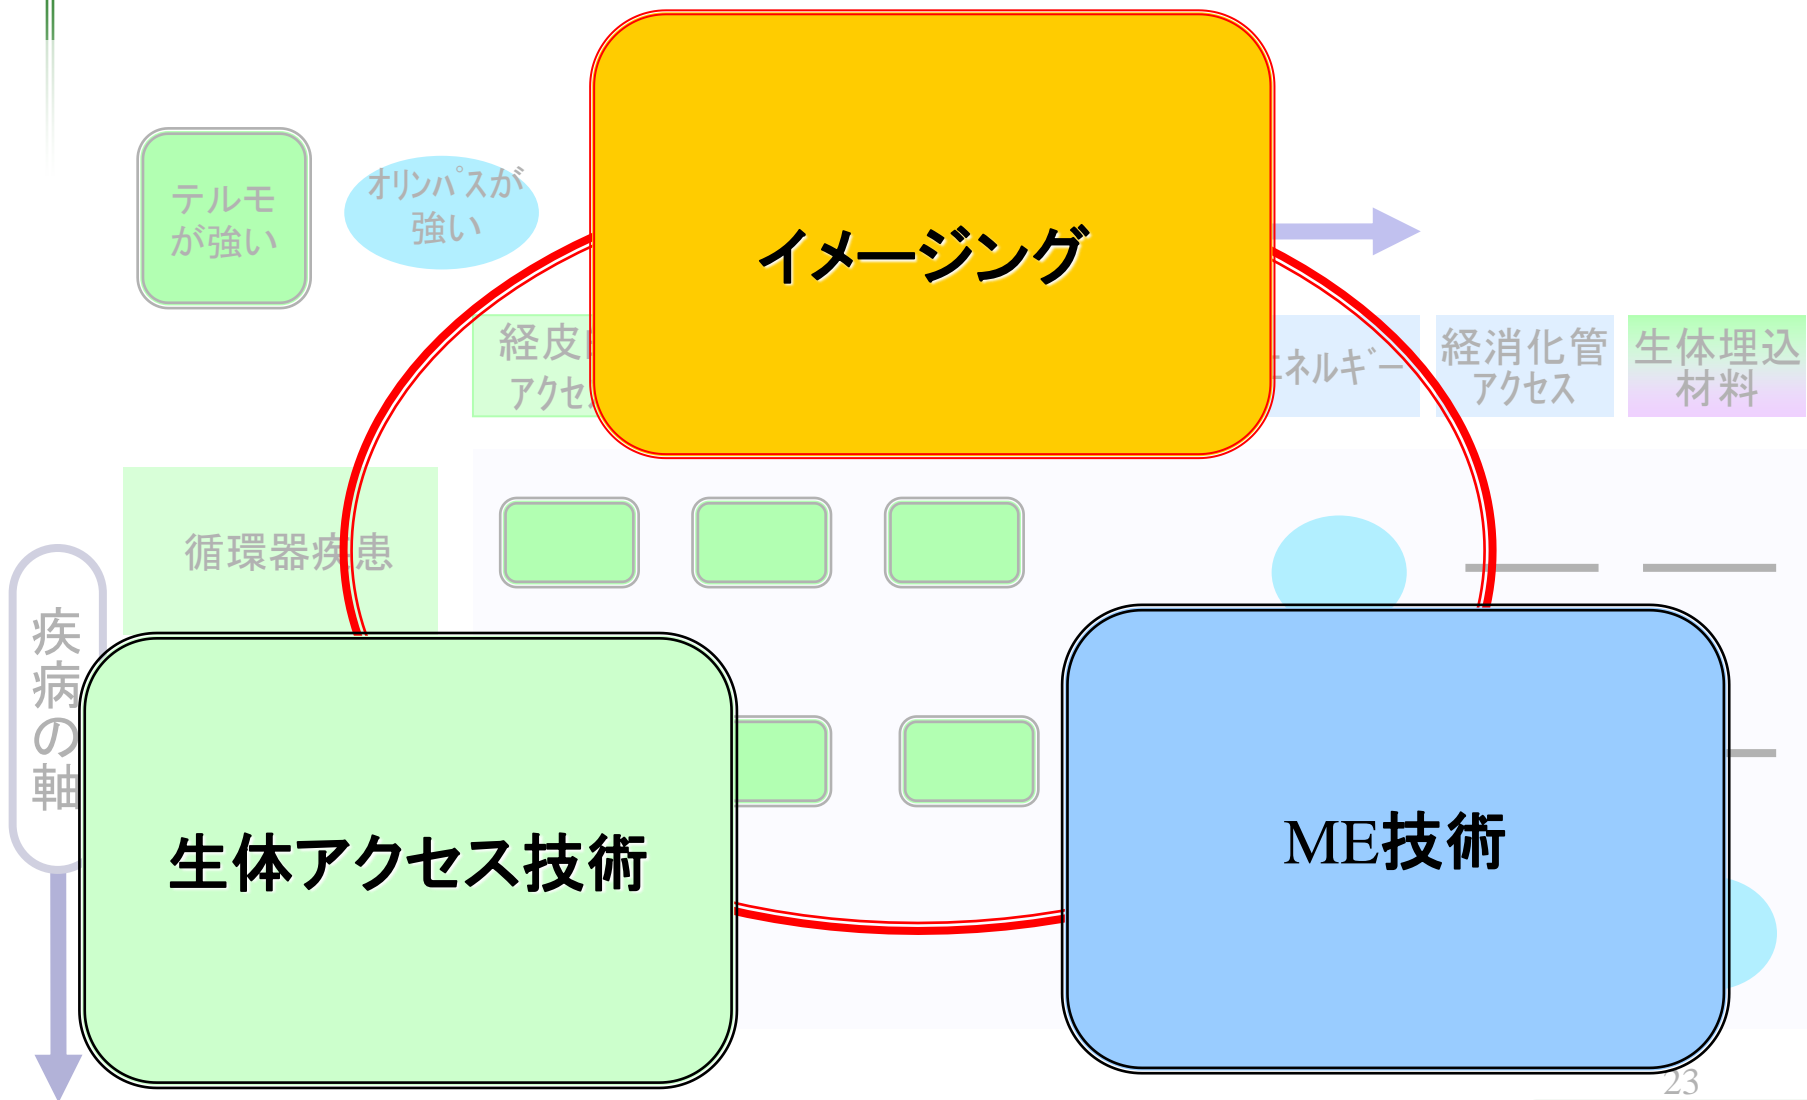 イメージング
テルモ
が強い
オリンパスが
強い
経皮
アクセ
ネルギー
経消化管
アクセス
生体埋込
材料
循環器疾患
疾病の軸
生体アクセス技術
ME技術
23